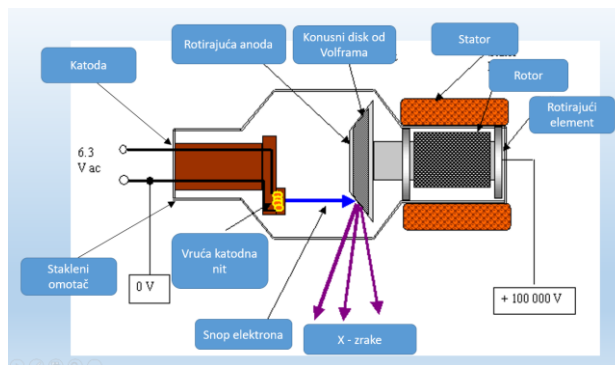 Katoda
Rotirajuća anoda
Konusni disk od
Volframa
Stator
Rotor
Rotirajući
element
6.3
V ac
Stakleni
omotač
0 V
Vruća katodna
nit
Snop elektrona
X - zrake
+ 100 000 V